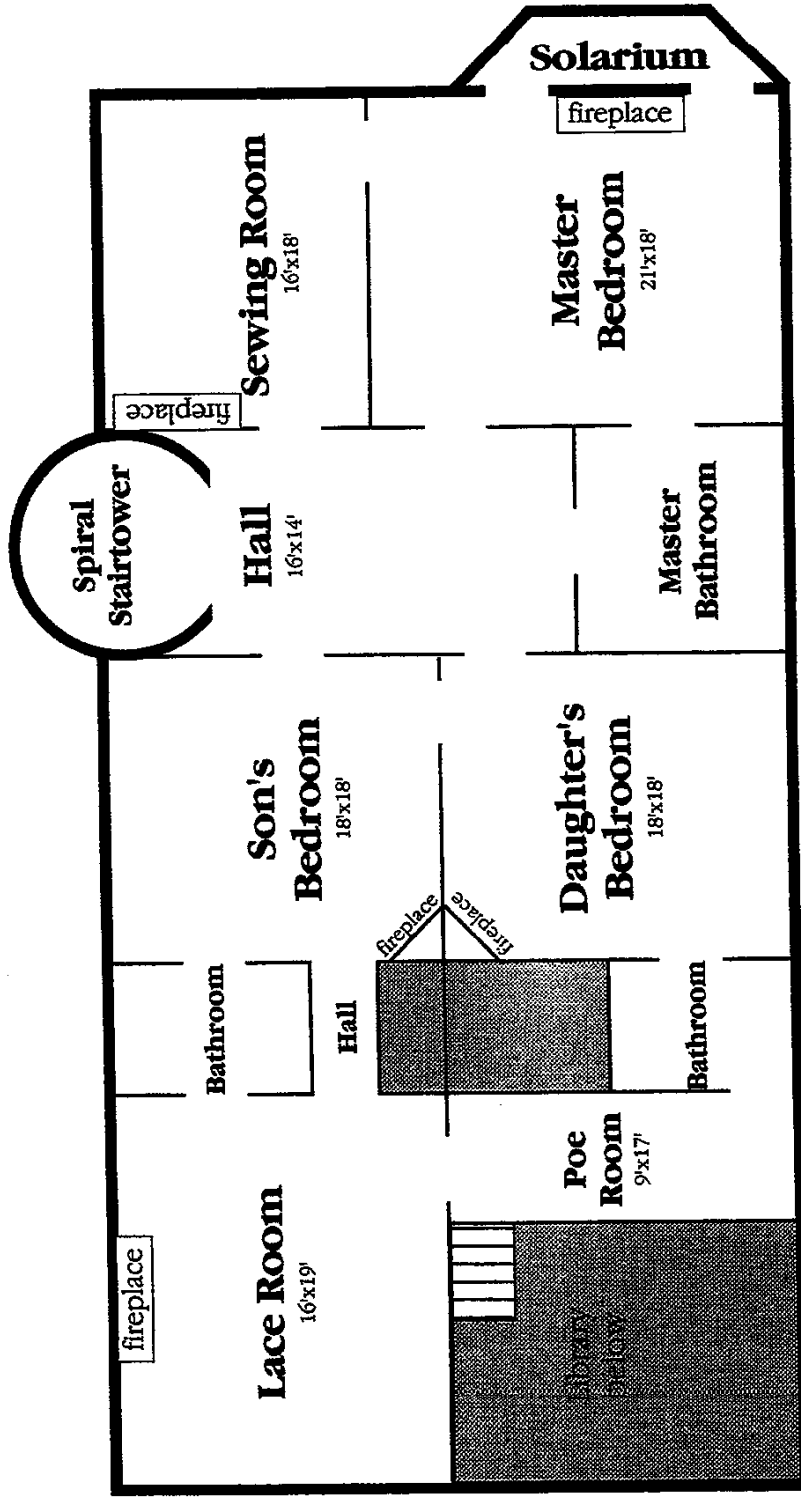 Solarium
fireplace
Sewing Room
16'x18'
Master
Bedroom
21'x18'
fireplace
Spiral
Stairtower
Hall
16'x14'
Master
Bathroom
Son's
Bedroom
18'x18'
Daughter's
Bedroom
18'x18'
fireplace
fireplace
Bathroom
Hall
Bathroom
Poe
Room
9'x17'
Lace Room
16'x19'
fireplace
Library
Below